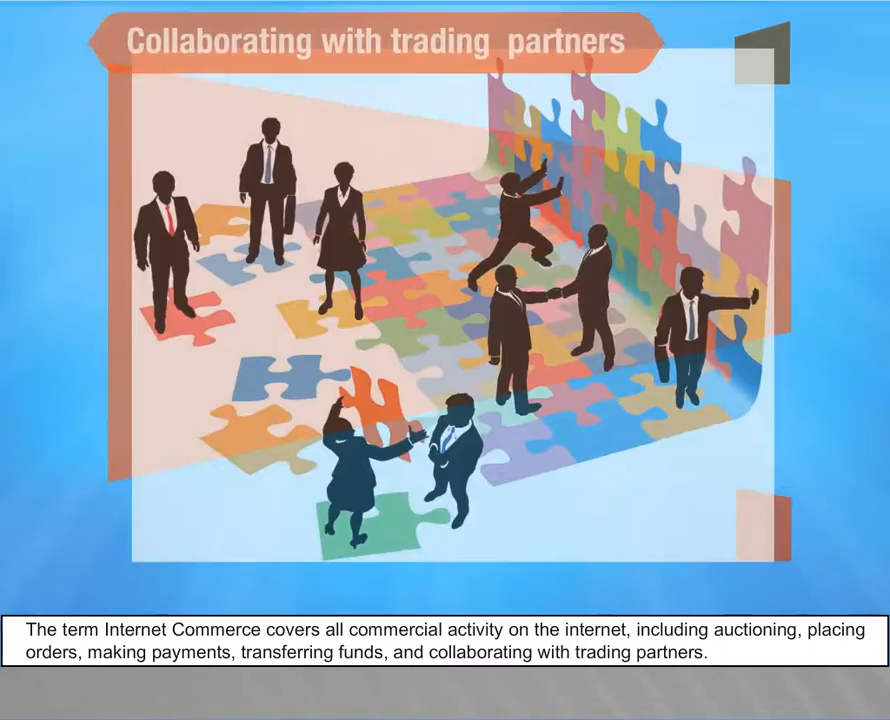 Collaborating with trading partners
The term Internet Commerce covers all commercial activity on the internet, including auctioning, placing
orders, making payments, transferring funds, and collaborating with trading partners.